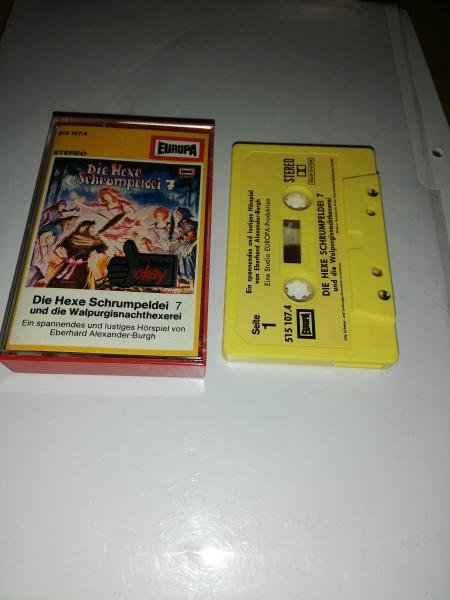 515 107.4
EUROPA
STEREO
Die Hexe
Schrumpeldei 7
okey
Die Hexe Schrumpeldei 7
und die Walpurgisnachthexerei
Ein spannendes und lustiges Hörspiel von
Eberhard Alexander-Burgh
Ein spannendes und lustiges Hörspiel
von Eberhard Alexander-Burgh
Eine Studio EUROPA-Produktion
STEREO
Seite
1
515 107.4
EUROPA
DIE HEXE SCHRUMPELDEI 7
und die Walpurgisnachthexerei